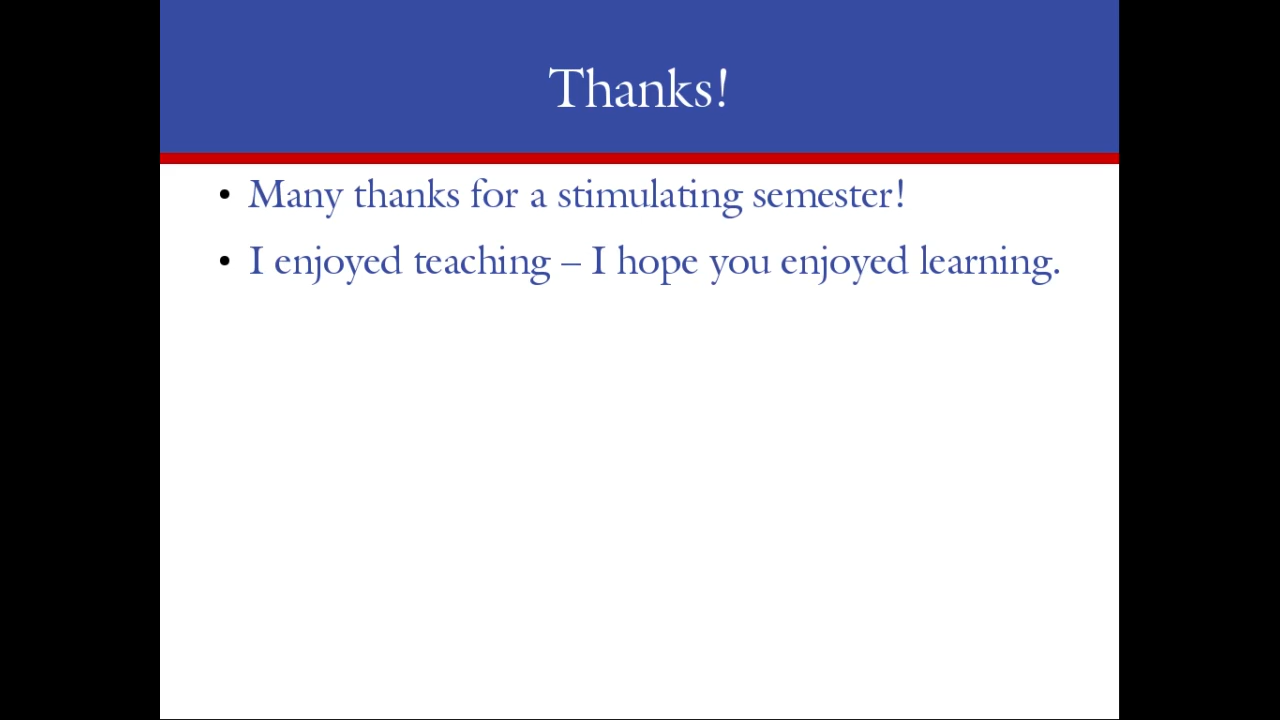 Thanks!
• Many thanks for a stimulating semester!
• I enjoyed teaching – I hope you enjoyed learning.